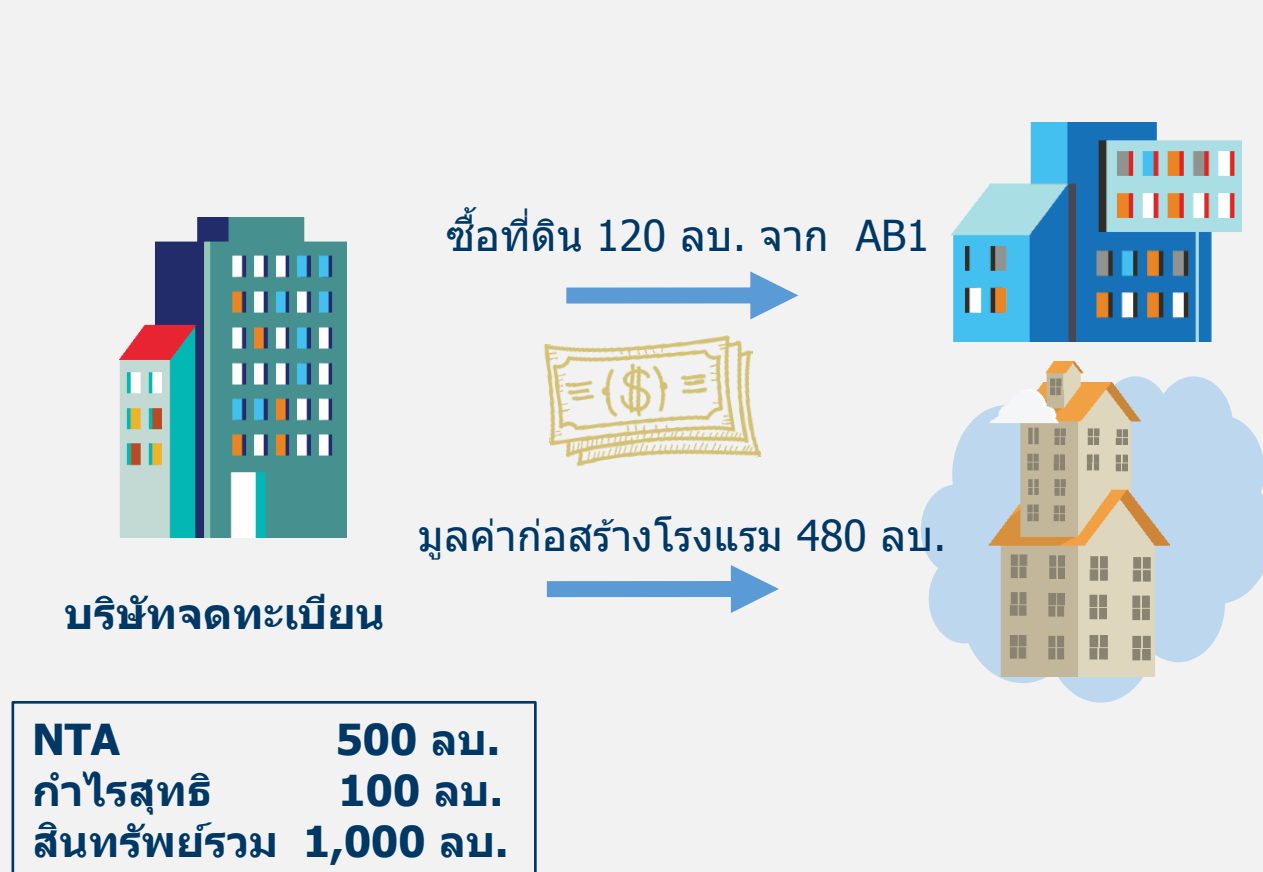 ซื้อที่ดิน 120 ลบ. จาก AB1
มูลค่าก่อสร้างโรงแรม 480 ลบ.
บริษัทจดทะเบียน
NTA 500 ลบ.
กำไรสุทธิ 100 ลบ.
สินทรัพย์รวม 1,000 ลบ.